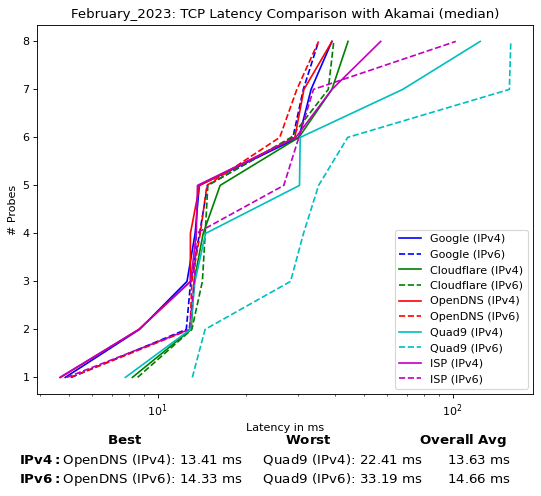 February_2023: TCP Latency Comparison with Akamai (median)
8
7
6
5
4
3
2
1
# Probes
Google (IPv4)
Google (IPv6)
Cloudflare (IPv4)
Cloudflare (IPv6)
OpenDNS (IPv4)
OpenDNS (IPv6)
Quad9 (IPv4)
Quad9 (IPv6)
ISP (IPv4)
ISP (IPv6)
10¹ 10²
Latency in ms
Best Worst Overall Avg
IPv4: OpenDNS (IPv4): 13.41 ms Quad9 (IPv4): 22.41 ms 13.63 ms
IPv6: OpenDNS (IPv6): 14.33 ms Quad9 (IPv6): 33.19 ms 14.66 ms